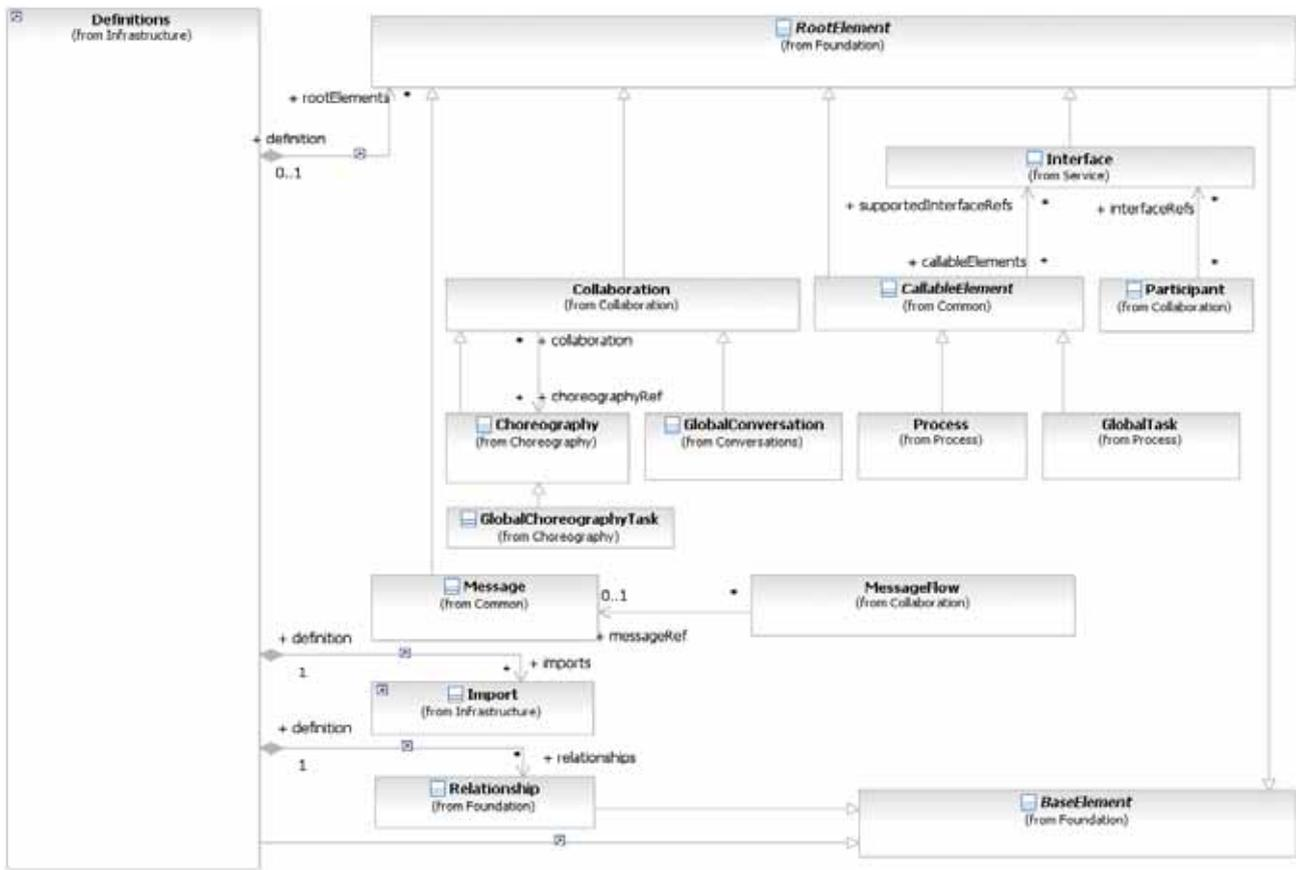 Definitions
(from Infrastructure)
RootElement
(from Foundation)
+ rootElements *
+ definition
0..1
Interface
(from Service)
+ supportedInterfaceRefs *
+ interfaceRefs *
+ callableElements *
*
Collaboration
(from Collaboration)
CallableElement
(from Common)
Participant
(from Collaboration)
* + collaboration
* + choreographyRef
Choreography
(from Choreography)
GlobalConversation
(from Conversations)
Process
(from Process)
GlobalTask
(from Process)
GlobalChoreographyTask
(from Choreography)
Message
(from Common)
0..1
*
MessageFlow
(from Collaboration)
+ messageRef
+ definition
1
* + imports
Import
(from Infrastructure)
+ definition
1
* + relationships
Relationship
(from Foundation)
BaseElement
(from Foundation)